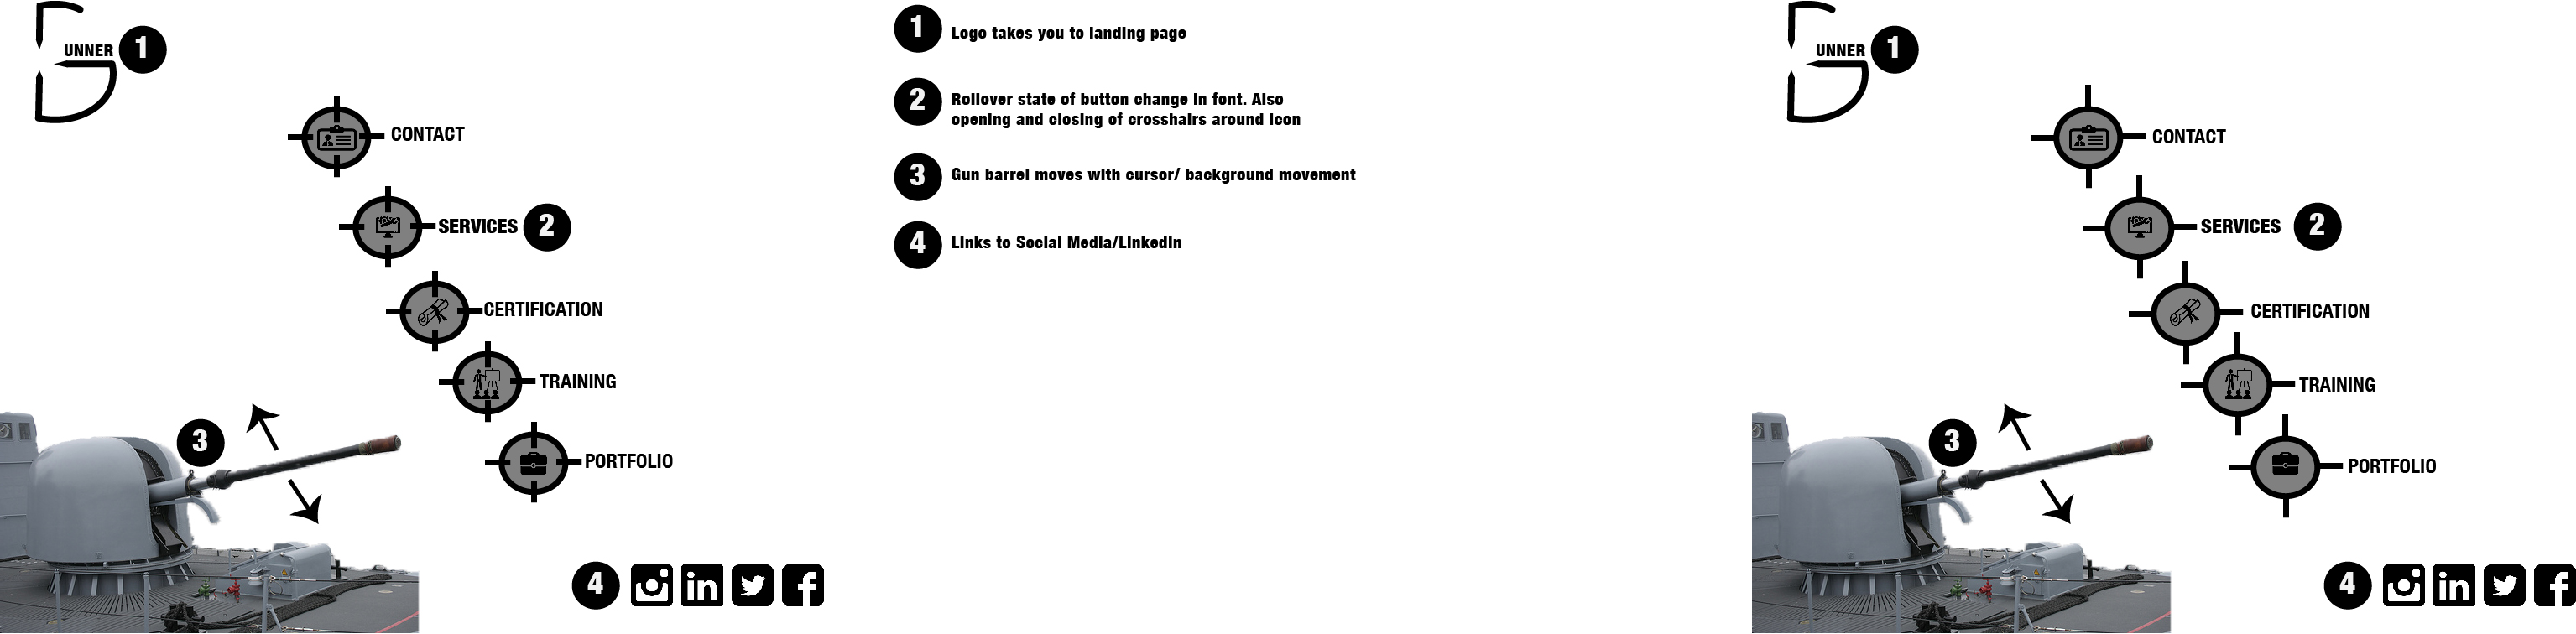 UNNER 1
CONTACT
SERVICES 2
CERTIFICATION
TRAINING
PORTFOLIO
3
4 in f
1 Logo takes you to landing page
2 Rollover state of button change in font. Also
opening and closing of crosshairs around icon
3 Gun barrel moves with cursor/ background movement
4 Links to Social Media/Linkedin
UNNER 1
CONTACT
SERVICES 2
CERTIFICATION
TRAINING
PORTFOLIO
3
4 in f